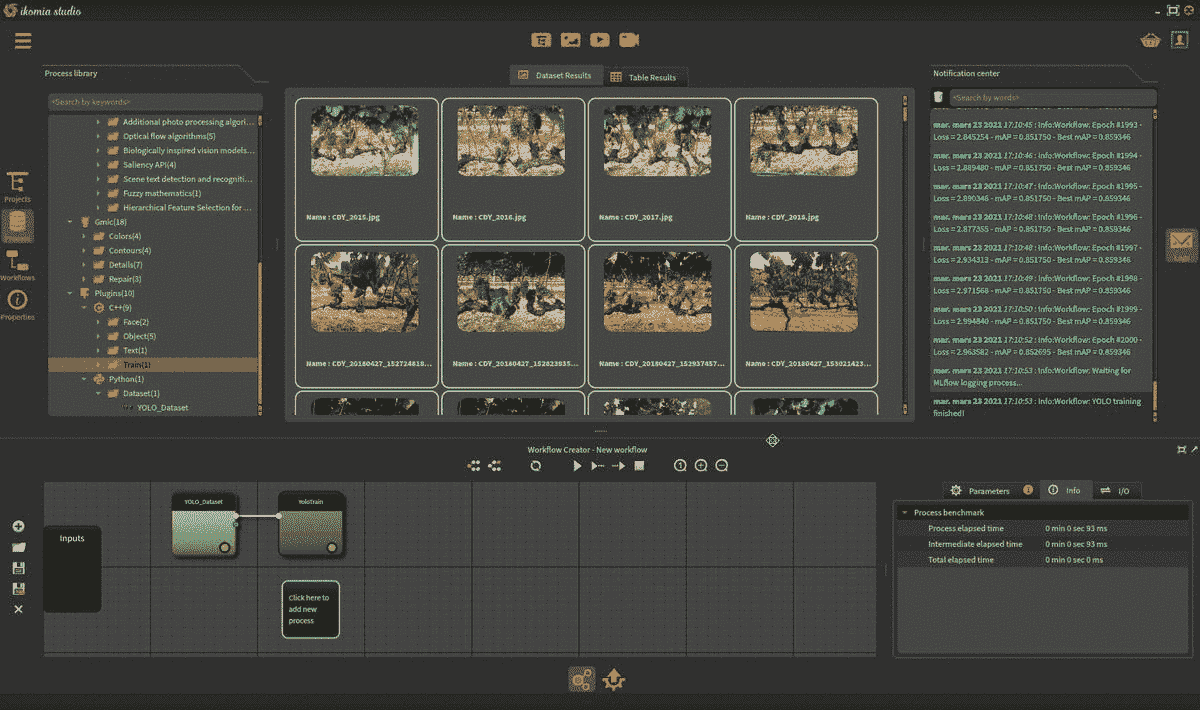 ikomia studio
Process library
<Search by keywords>
Additional photo processing algori...
Optical flow algorithms(5)
Biologically inspired vision models...
Saliency API(4)
Scene text detection and recogniti...
Fuzzy mathematics(1)
Hierarchical Feature Selection for ...
Gmic(18)
Colors(4)
Contours(4)
Details(7)
Repair(3)
Plugins(10)
C++(9)
Face(2)
Object(5)
Text(1)
Train(1)
Python(1)
Dataset(1)
YOLO_Dataset
Projects
Workflows
Properties
Dataset Results
Table Results
Name : CDY_2015.jpg
Name : CDY_2016.jpg
Name : CDY_2017.jpg
Name : CDY_2018.jpg
Name : CDY_20180427_152724818...
Name : CDY_20180427_152823935...
Name : CDY_20180427_152937457...
Name : CDY_20180427_153021423...
Notification center
<Search by words>
mar. mars 23 2021 17:10:45 : Info:Workflow: Epoch #1993 -
Loss = 2.845254 - mAP = 0.851750 - Best mAP = 0.859346
mar. mars 23 2021 17:10:46 : Info:Workflow: Epoch #1994 -
Loss = 2.889480 - mAP = 0.851750 - Best mAP = 0.859346
mar. mars 23 2021 17:10:47 : Info:Workflow: Epoch #1995 -
Loss = 2.890346 - mAP = 0.851750 - Best mAP = 0.859346
mar. mars 23 2021 17:10:48 : Info:Workflow: Epoch #1996 -
Loss = 2.877355 - mAP = 0.851750 - Best mAP = 0.859346
mar. mars 23 2021 17:10:48 : Info:Workflow: Epoch #1997 -
Loss = 2.934312 - mAP = 0.851750 - Best mAP = 0.859346
mar. mars 23 2021 17:10:49 : Info:Workflow: Epoch #1998 -
Loss = 2.971568 - mAP = 0.851750 - Best mAP = 0.859346
mar. mars 23 2021 17:10:50 : Info:Workflow: Epoch #1999 -
Loss = 2.994840 - mAP = 0.851750 - Best mAP = 0.859346
mar. mars 23 2021 17:10:52 : Info:Workflow: Epoch #2000 -
Loss = 2.963582 - mAP = 0.852695 - Best mAP = 0.859346
mar. mars 23 2021 17:10:53 : Info:Workflow: Waiting for
MLflow logging process...
mar. mars 23 2021 17:10:53 : Info:Workflow: YOLO training
finished!
Workflow Creator - New workflow
1
Inputs
YOLO_Dataset
YoloTrain
Click here to
add new
process
Parameters
Info
I/O
Process benchmark
Process elapsed time 0 min 0 sec 93 ms
Intermediate elapsed time 0 min 0 sec 93 ms
Total elapsed time 0 min 0 sec 0 ms